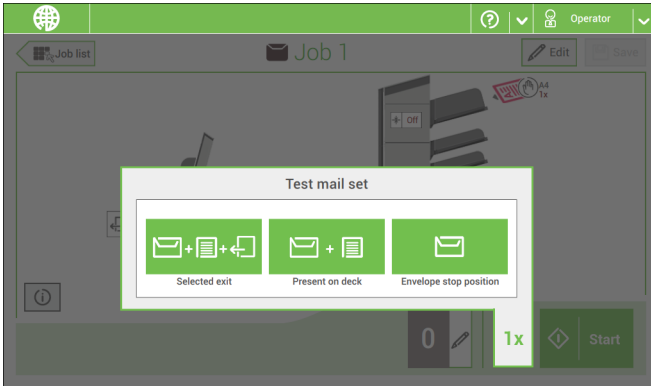 Operator
Job list
Job 1
Edit
Save
A4
1x
Off
Test mail set
Selected exit
Present on deck
Envelope stop position
0
1x
Start